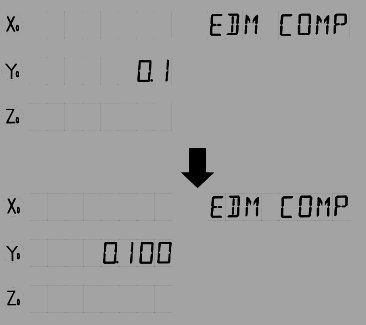 X₀ EDM COMP
Y₀ 0.1
Z₀
X₀ EDM COMP
Y₀ 0.100
Z₀